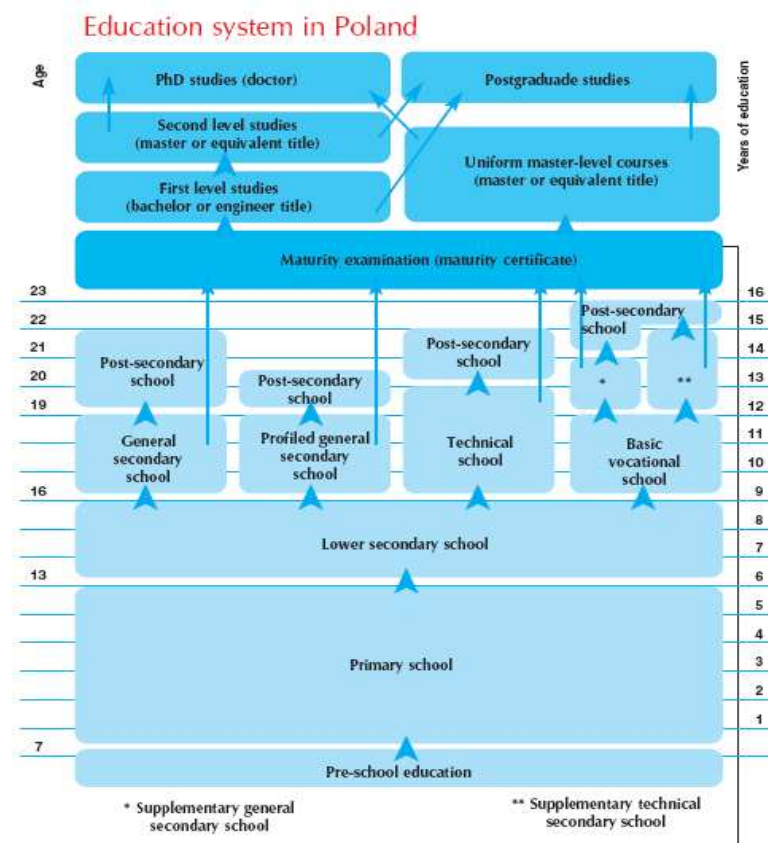 Education system in Poland
Age
Years of education
PhD studies (doctor)
Postgraduade studies
Second level studies
(master or equivalent title)
Uniform master-level courses
(master or equivalent title)
First level studies
(bachelor or engineer title)
Maturity examination (maturity certificate)
23
16
22
15
21
14
20
13
19
12
11
10
16
9
8
7
13
6
5
4
3
2
1
7
Post-secondary
school
Post-secondary
school
Post-secondary
school
Post-secondary
school
*
**
General
secondary
school
Profiled general
secondary
school
Technical
school
Basic
vocational
school
Lower secondary school
Primary school
Pre-school education
* Supplementary general
secondary school
** Supplementary technical
secondary school